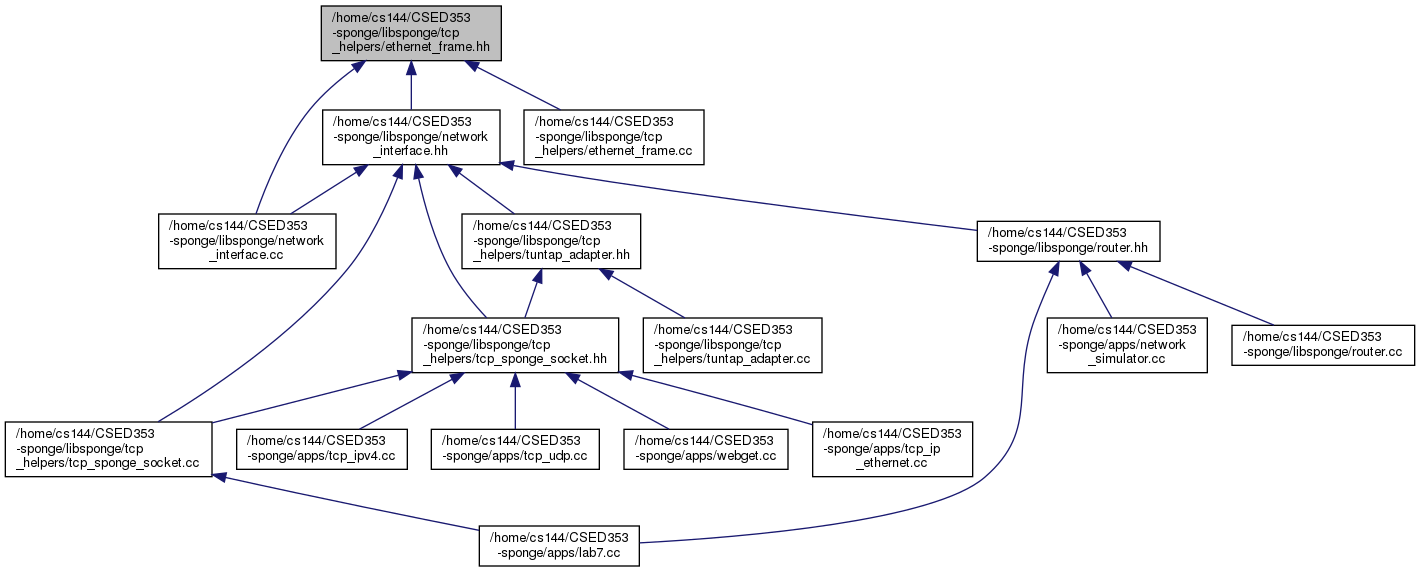 /home/cs144/CSED353
-sponge/libsponge/tcp
_helpers/ethernet_frame.hh
/home/cs144/CSED353
-sponge/libsponge/network
_interface.hh
/home/cs144/CSED353
-sponge/libsponge/tcp
_helpers/ethernet_frame.cc
/home/cs144/CSED353
-sponge/libsponge/network
_interface.cc
/home/cs144/CSED353
-sponge/libsponge/tcp
_helpers/tuntap_adapter.hh
/home/cs144/CSED353
-sponge/libsponge/router.hh
/home/cs144/CSED353
-sponge/libsponge/tcp
_helpers/tcp_sponge_socket.hh
/home/cs144/CSED353
-sponge/libsponge/tcp
_helpers/tuntap_adapter.cc
/home/cs144/CSED353
-sponge/apps/network
_simulator.cc
/home/cs144/CSED353
-sponge/libsponge/router.cc
/home/cs144/CSED353
-sponge/libsponge/tcp
_helpers/tcp_sponge_socket.cc
/home/cs144/CSED353
-sponge/apps/tcp_ipv4.cc
/home/cs144/CSED353
-sponge/apps/tcp_udp.cc
/home/cs144/CSED353
-sponge/apps/webget.cc
/home/cs144/CSED353
-sponge/apps/tcp_ip
_ethernet.cc
/home/cs144/CSED353
-sponge/apps/lab7.cc